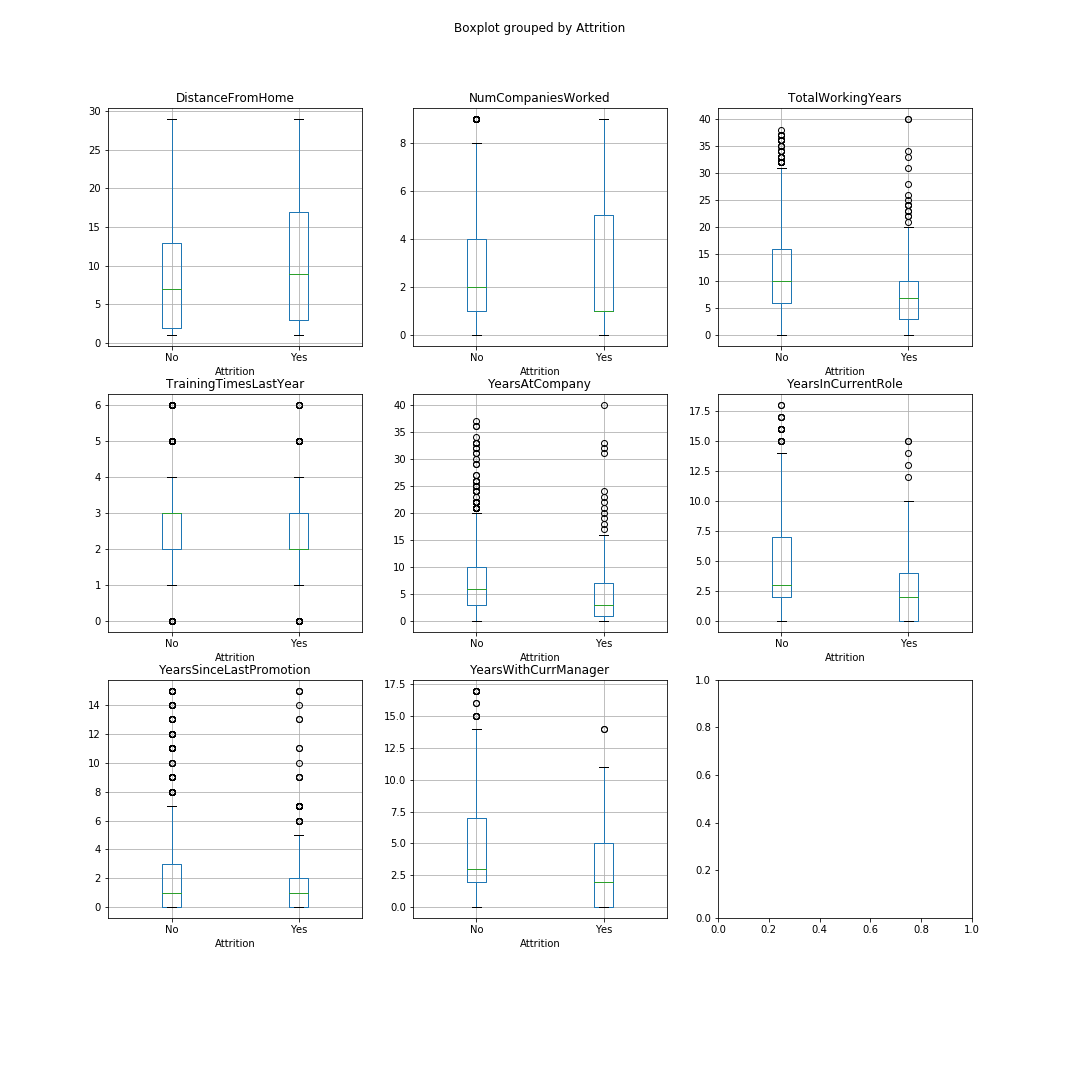 Boxplot grouped by Attrition
DistanceFromHome
30
25
20
15
10
5
0
No Yes
Attrition
NumCompaniesWorked
8
6
4
2
0
No Yes
Attrition
TotalWorkingYears
40
35
30
25
20
15
10
5
0
No Yes
Attrition
TrainingTimesLastYear
6
5
4
3
2
1
0
No Yes
Attrition
YearsAtCompany
40
35
30
25
20
15
10
5
0
No Yes
Attrition
YearsInCurrentRole
17.5
15.0
12.5
10.0
7.5
5.0
2.5
0.0
No Yes
Attrition
YearsSinceLastPromotion
14
12
10
8
6
4
2
0
No Yes
Attrition
YearsWithCurrManager
17.5
15.0
12.5
10.0
7.5
5.0
2.5
0.0
No Yes
Attrition
1.0
0.8
0.6
0.4
0.2
0.0
0.0 0.2 0.4 0.6 0.8 1.0